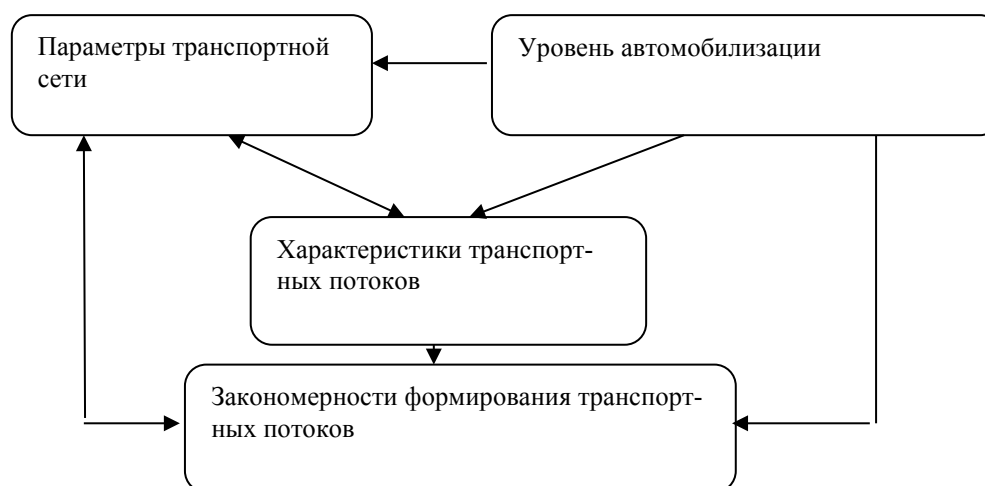 Параметры транспортной
сети
Уровень автомобилизации
Характеристики транспорт-
ных потоков
Закономерности формирования транспорт-
ных потоков